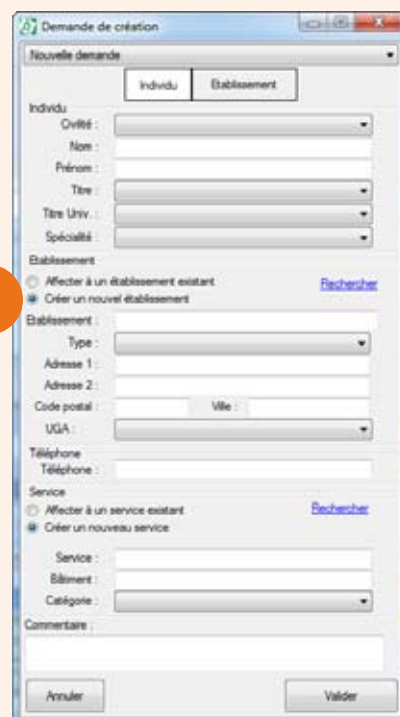 Demande de création
Nouvelle demande
Individu Etablissement
Individu
Civilité :
Nom :
Prénom :
Titre :
Titre Univ. :
Spécialité :
Etablissement
Affecter à un établissement existant Rechercher
Créer un nouvel établissement
Etablissement :
Type :
Adresse 1 :
Adresse 2 :
Code postal : Ville :
UGA :
Téléphone
Téléphone :
Service
Affecter à un service existant Rechercher
Créer un nouveau service
Service :
Bâtiment :
Catégorie :
Commentaire :
Annuler Valider